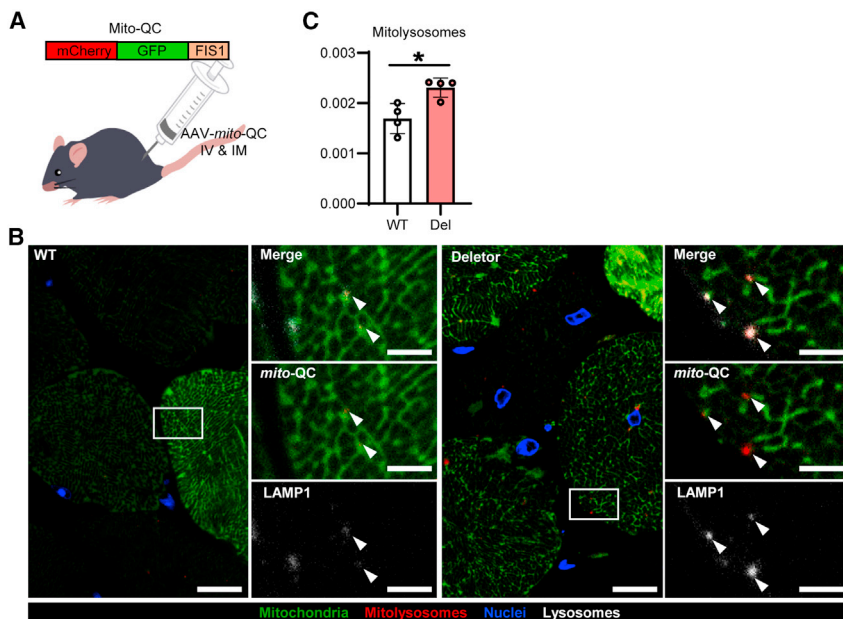 A
Mito-QC
mCherry GFP FIS1
AAV-mito-QC
IV & IM
C
Mitolysosomes
*
0.003
0.002
0.001
0.000
WT Del
B
WT
Merge
mito-QC
LAMP1
Deletor
Merge
mito-QC
LAMP1
Mitochondria Mitolysosomes Nuclei Lysosomes